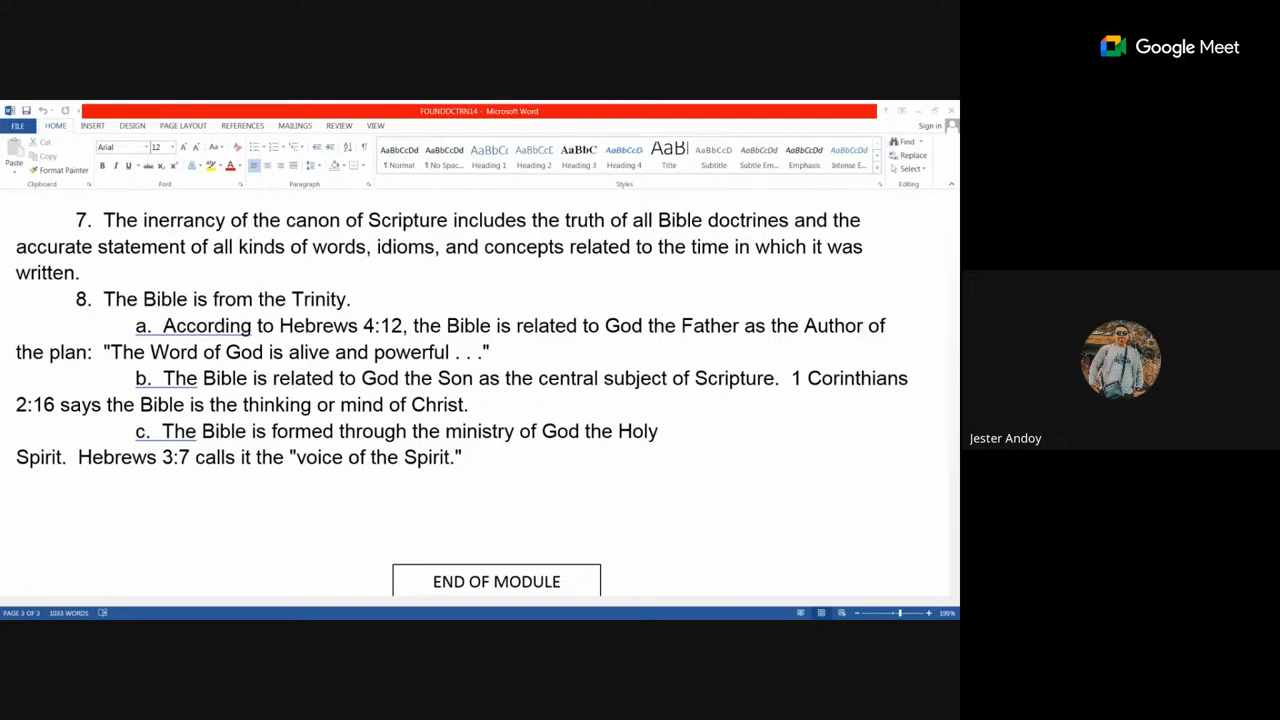 Google Meet
FOUNDDCTRN14 - Microsoft Word
FILE HOME INSERT DESIGN PAGE LAYOUT REFERENCES MAILINGS REVIEW VIEW Sign in
Paste
Cut
Copy
Format Painter
Arial 12
AaBbCcDd AaBbCcDd AaBbCc AaBbCcDd AaBbC AaBbCcD AaBl AaBbCcDd AaBbCcDd AaBbCcDd AaBbCcDd
¶ Normal ¶ No Spac... Heading 1 Heading 2 Heading 3 Heading 4 Title Subtitle Subtle Em... Emphasis Intense E...
Find
Replace
Select
Clipboard Font Paragraph Styles Editing
7. The inerrancy of the canon of Scripture includes the truth of all Bible doctrines and the
accurate statement of all kinds of words, idioms, and concepts related to the time in which it was
written.
8. The Bible is from the Trinity.
a. According to Hebrews 4:12, the Bible is related to God the Father as the Author of
the plan: "The Word of God is alive and powerful . . ."
b. The Bible is related to God the Son as the central subject of Scripture. 1 Corinthians
2:16 says the Bible is the thinking or mind of Christ.
c. The Bible is formed through the ministry of God the Holy
Spirit. Hebrews 3:7 calls it the "voice of the Spirit."
END OF MODULE
PAGE 3 OF 3 1033 WORDS 199%
Jester Andoy